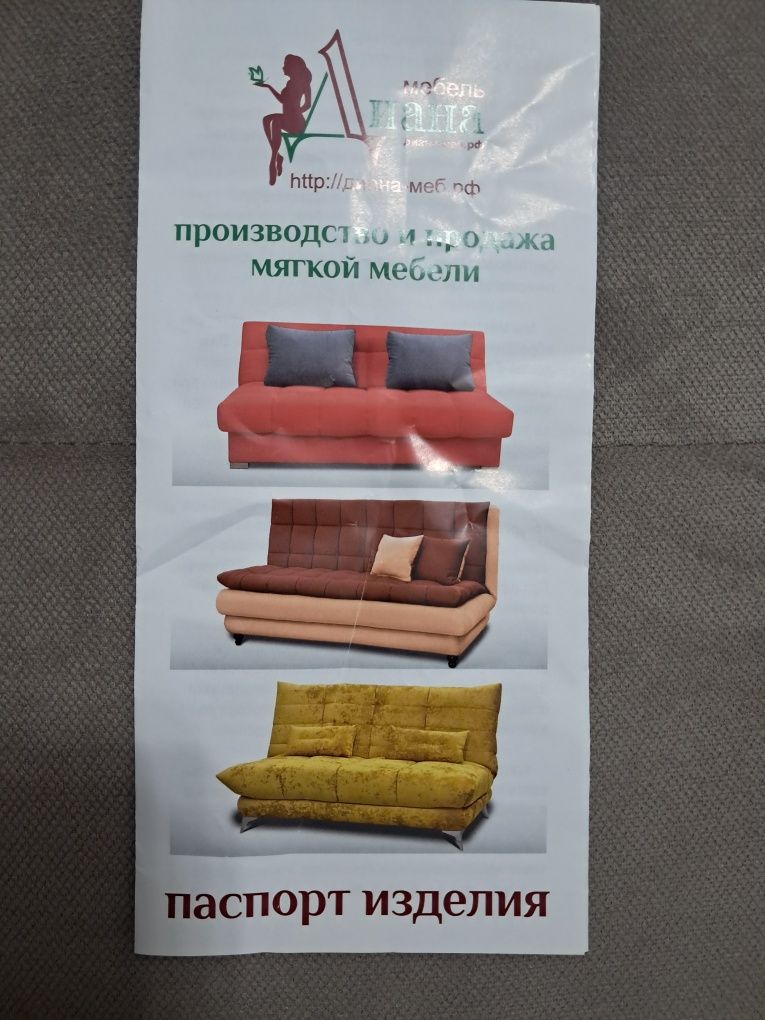 мебель
Диана
http://диана-меб.рф
производство и продажа
мягкой мебели
паспорт изделия